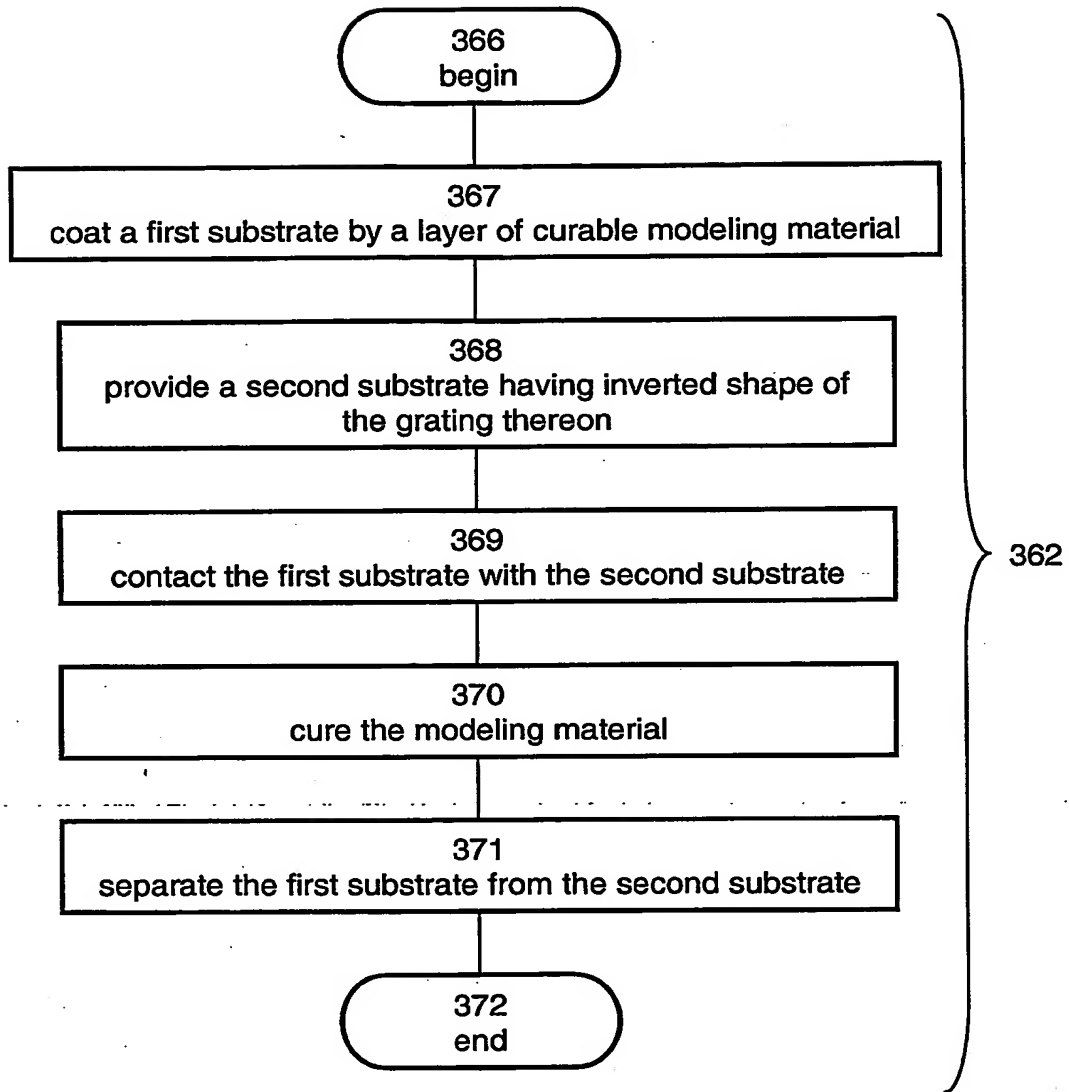 366
begin
367
coat a first substrate by a layer of curable modeling material
368
provide a second substrate having inverted shape of
the grating thereon
369
contact the first substrate with the second substrate
362
370
cure the modeling material
371
separate the first substrate from the second substrate
372
end